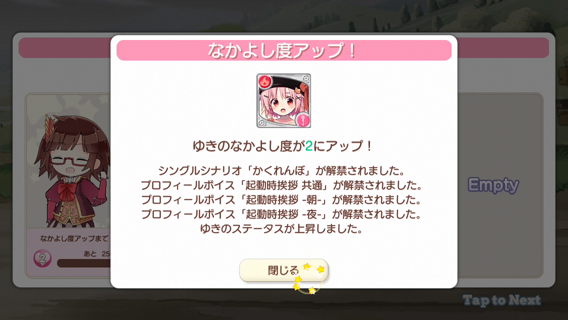 なかよし度アップ！
ゆきのなかよし度が2にアップ！
シングルシナリオ「かくれんぼ」が解禁されました。
プロフィールボイス「起動時挨拶 共通」が解禁されました。
プロフィールボイス「起動時挨拶 -朝-」が解禁されました。
プロフィールボイス「起動時挨拶 -夜-」が解禁されました。
ゆきのステータスが上昇しました。
閉じる
なかよし度アップまで
あと 25
Empty
Tap to Next